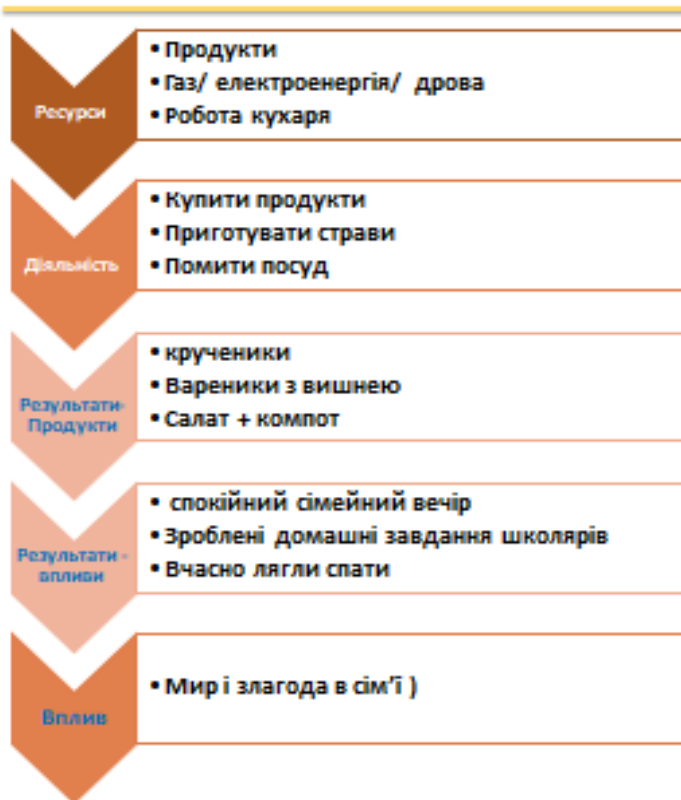 Ресурси
• Продукти
• Газ/ електроенергія/ дрова
• Робота кухаря
Діяльність
• Купити продукти
• Приготувати страви
• Помити посуд
Результати-
Продукти
• крученики
• Вареники з вишнею
• Салат + компот
Результати -
впливи
• спокійний сімейний вечір
• Зроблені домашні завдання школярів
• Вчасно лягли спати
Вплив
• Мир і злагода в сім'ї )